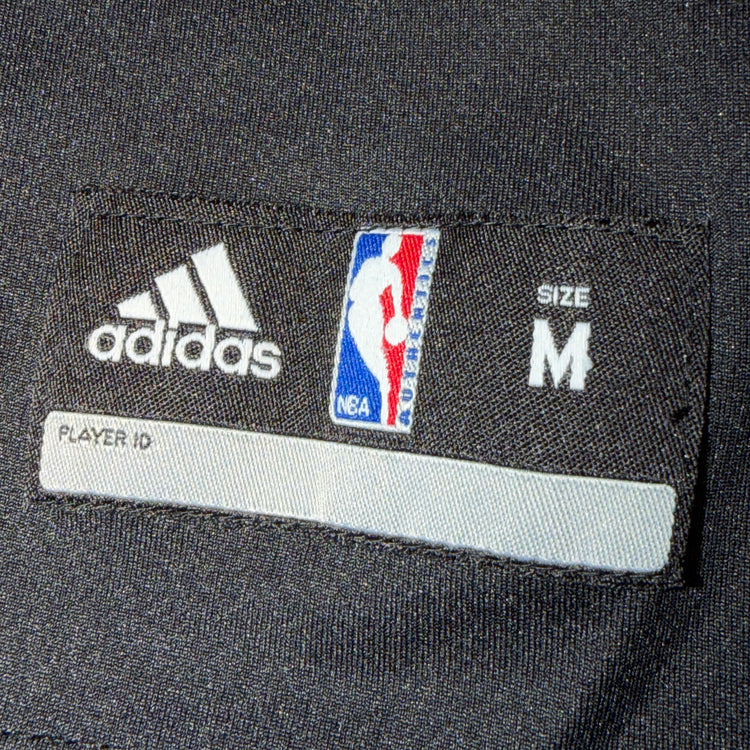 adidas
NBA
AUTHENTICS
SIZE
M
PLAYER ID